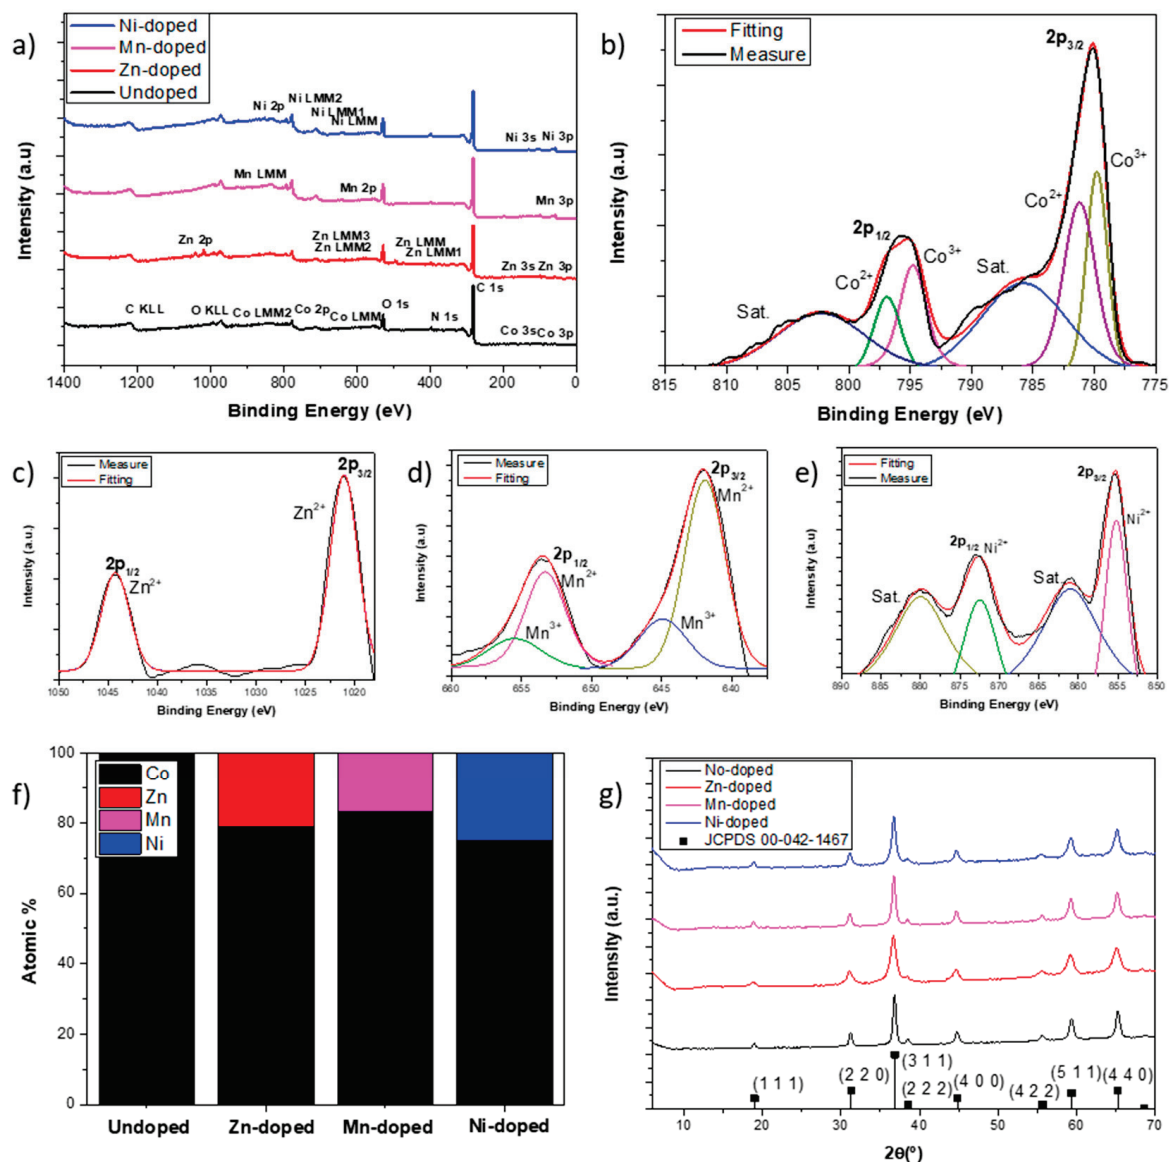 a)
Ni-doped
Mn-doped
Zn-doped
Undoped
Ni 2p
Ni LMM2
Ni LMM1
Ni LMM
Ni 3s
Ni 3p
Mn LMM
Mn 2p
Mn 3p
Zn 2p
Zn LMM3
Zn LMM2
Zn LMM
Zn LMM1
Zn 3s
Zn 3p
C 1s
C KLL
O KLL
Co LMM2
Co 2p
Co LMM
O 1s
N 1s
Co 3s
Co 3p
Intensity (a.u)
1400 1200 1000 800 600 400 200 0
Binding Energy (eV)
b)
Fitting
Measure
2p3/2
Co3+
Co2+
2p1/2
Co3+
Co2+
Sat.
Sat.
Intensity (a.u)
815 810 805 800 795 790 785 780 775
Binding Energy (eV)
c)
Measure
Fitting
2p3/2
Zn2+
2p1/2
Zn2+
Intensity (a.u.)
1050 1045 1040 1035 1030 1025 1020
Binding Energy (eV)
d)
Measure
Fitting
2p3/2
Mn2+
2p1/2
Mn2+
Mn3+
Mn3+
Intensity (a.u.)
660 655 650 645 640
Binding Energy (eV)
e)
Fitting
Measure
2p3/2
Ni2+
2p1/2 Ni2+
Sat.
Sat.
Intensity (a.u.)
890 885 880 875 870 865 860 855 850
Binding Energy (eV)
f)
Co
Zn
Mn
Ni
Atomic %
100
80
60
40
20
0
Undoped Zn-doped Mn-doped Ni-doped
g)
No-doped
Zn-doped
Mn-doped
Ni-doped
JCPDS 00-042-1467
Intensity (a.u.)
(1 1 1)
(2 2 0)
(3 1 1)
(2 2 2)
(4 0 0)
(4 2 2)
(5 1 1)
(4 4 0)
10 20 30 40 50 60 70
2θ(º)